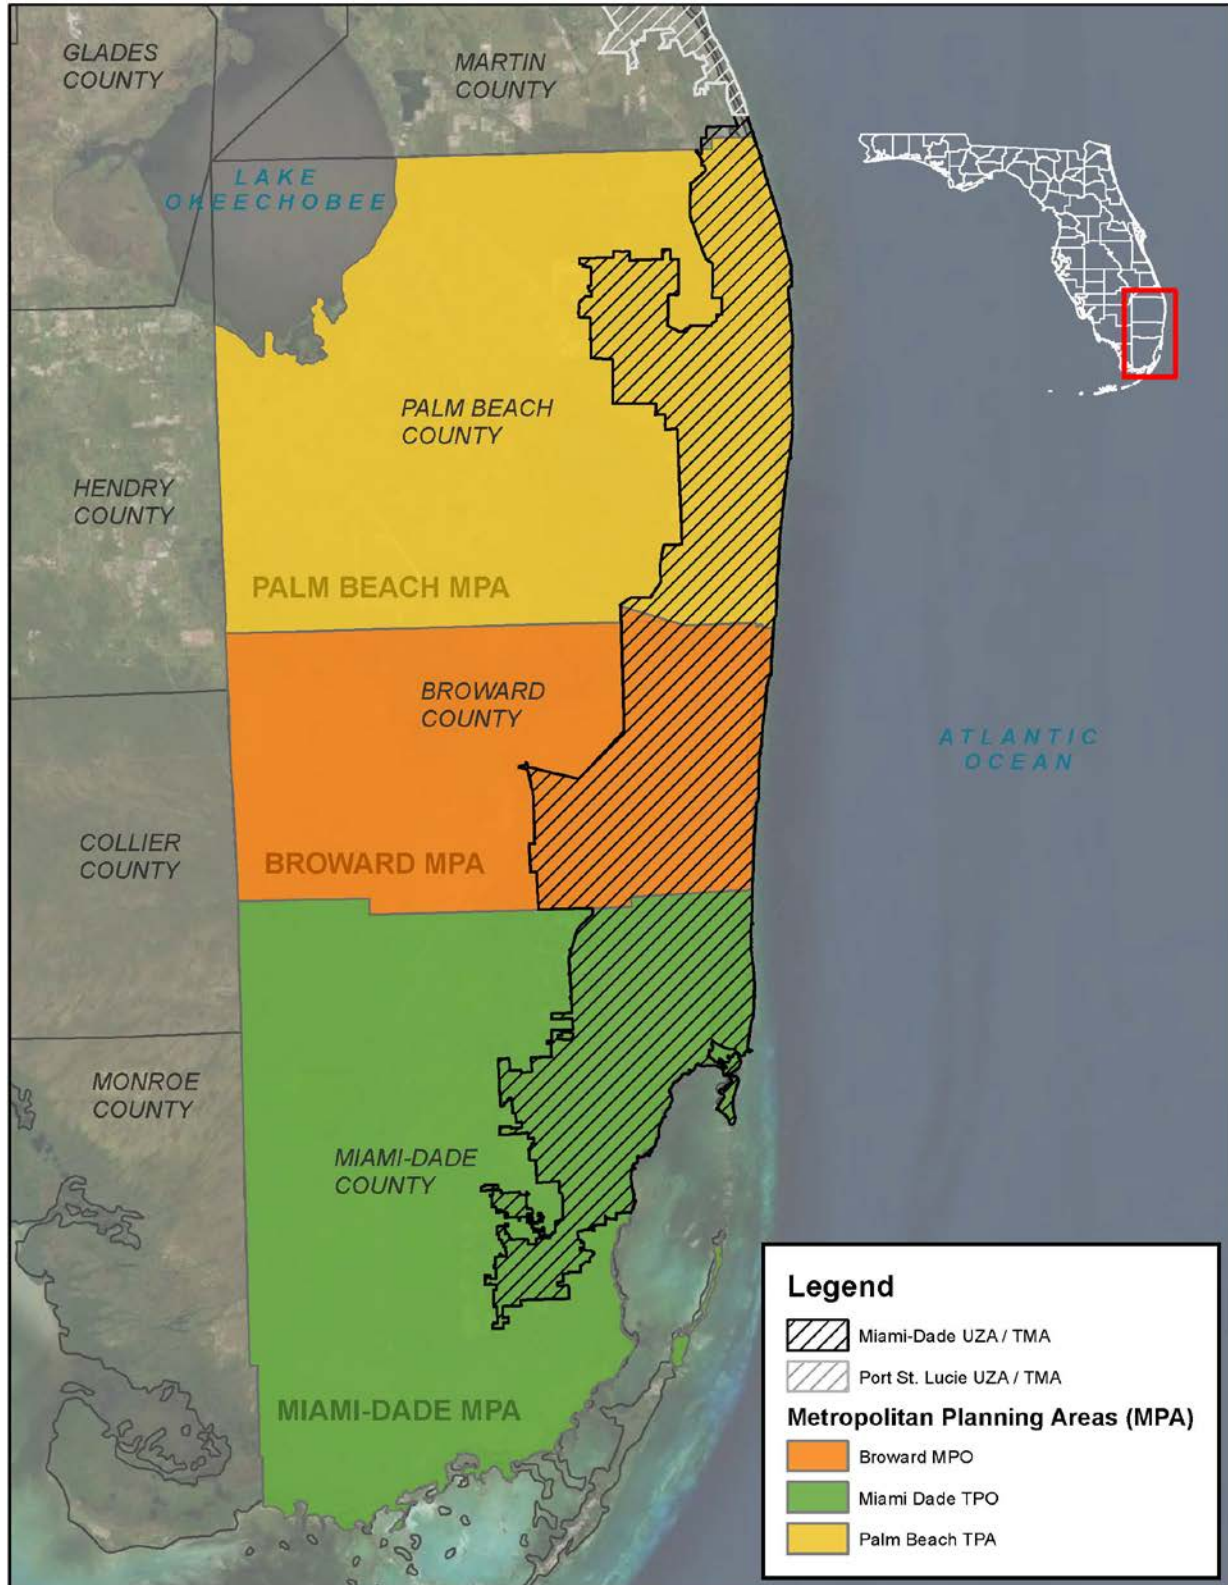 GLADES
COUNTY
MARTIN
COUNTY
LAKE
OKEECHOBEE
PALM BEACH
COUNTY
HENDRY
COUNTY
PALM BEACH MPA
BROWARD
COUNTY
ATLANTIC
OCEAN
COLLIER
COUNTY
BROWARD MPA
MONROE
COUNTY
MIAMI-DADE
COUNTY
MIAMI-DADE MPA
Legend
Miami-Dade UZA / TMA
Port St. Lucie UZA / TMA
Metropolitan Planning Areas (MPA)
Broward MPO
Miami Dade TPO
Palm Beach TPA